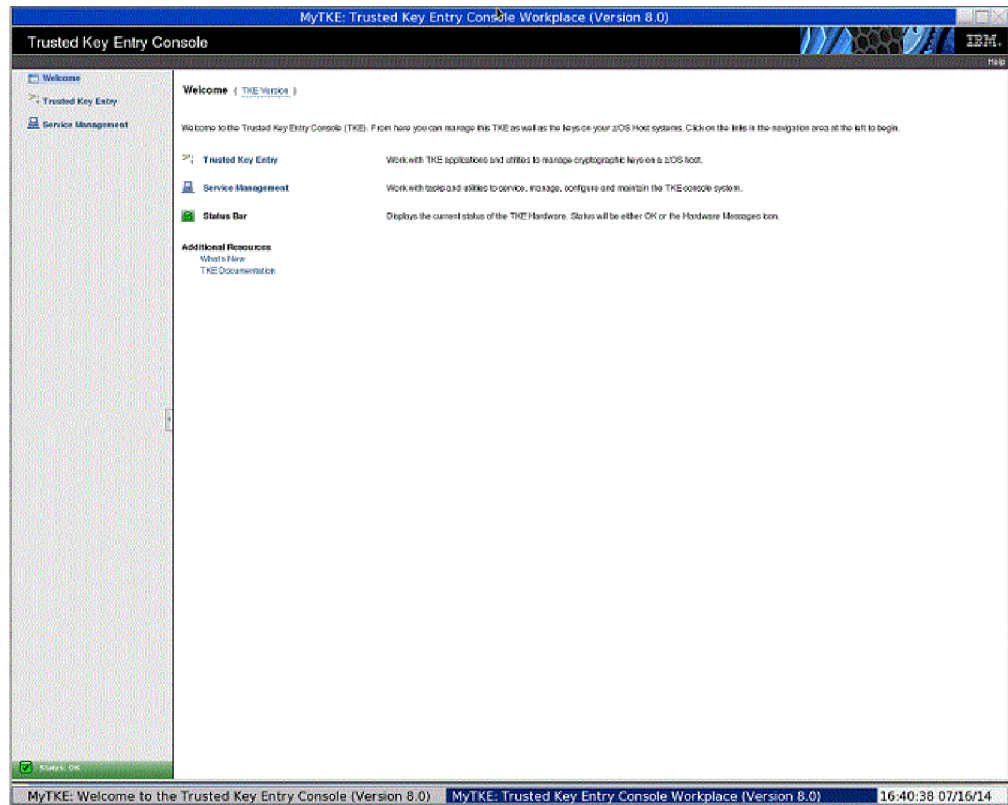 MyTKE: Trusted Key Entry Console Workplace (Version 8.0)
Trusted Key Entry Console
IBM.
Help
Welcome
Trusted Key Entry
Service Management
Welcome ( TKE Version )
Welcome to the Trusted Key Entry Console (TKE). From here you can manage this TKE as well as the keys on your z/OS Host systems. Click on the links in the navigation area at the left to begin.
Trusted Key Entry
Work with TKE applications and utilities to manage cryptographic keys on a z/OS host.
Service Management
Work with tasks and utilities to service, manage, configure and maintain the TKE console system.
Status Bar
Displays the current status of the TKE Hardware. Status will be either OK or the Hardware Messages icon.
Additional Resources
What's New
TKE Documentation
Status: OK
MyTKE: Welcome to the Trusted Key Entry Console (Version 8.0)
MyTKE: Trusted Key Entry Console Workplace (Version 8.0)
16:40:38 07/16/14